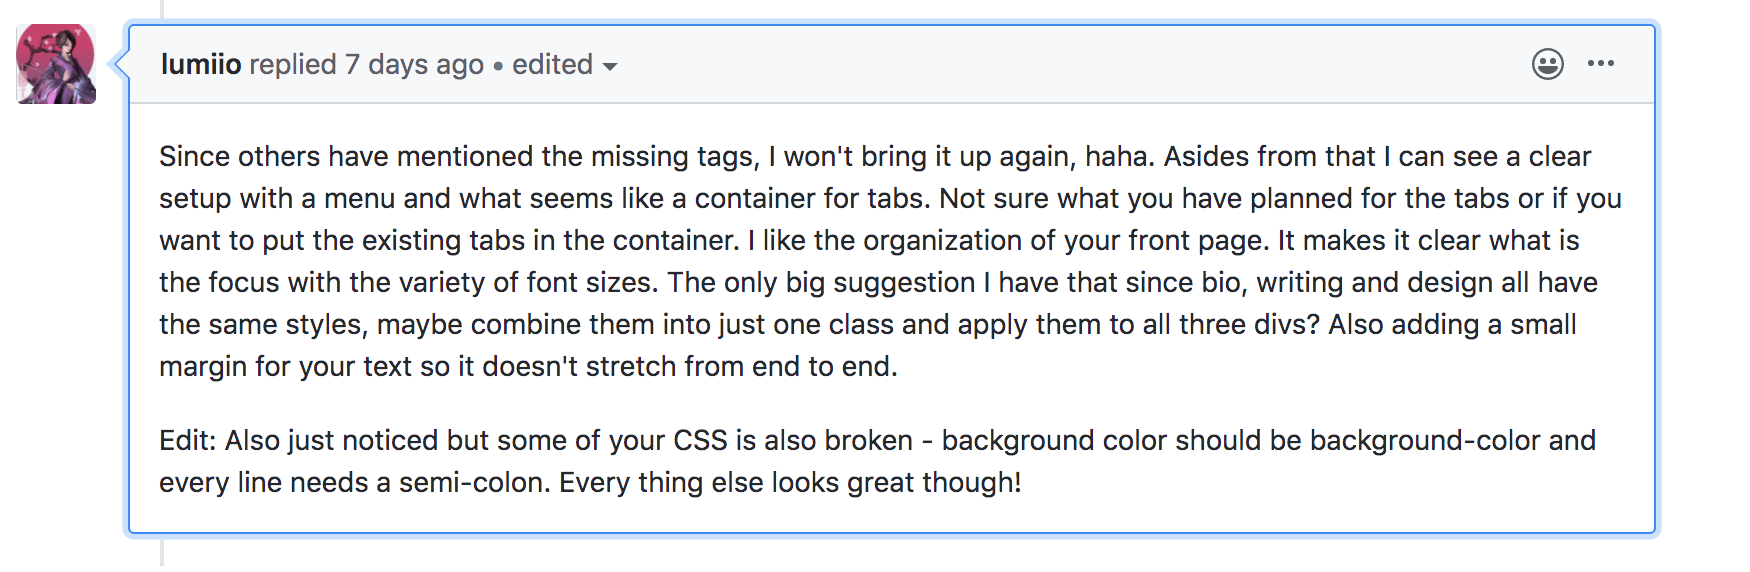 lumiio replied 7 days ago • edited
Since others have mentioned the missing tags, I won't bring it up again, haha. Asides from that I can see a clear
setup with a menu and what seems like a container for tabs. Not sure what you have planned for the tabs or if you
want to put the existing tabs in the container. I like the organization of your front page. It makes it clear what is
the focus with the variety of font sizes. The only big suggestion I have that since bio, writing and design all have
the same styles, maybe combine them into just one class and apply them to all three divs? Also adding a small
margin for your text so it doesn't stretch from end to end.
Edit: Also just noticed but some of your CSS is also broken - background color should be background-color and
every line needs a semi-colon. Every thing else looks great though!